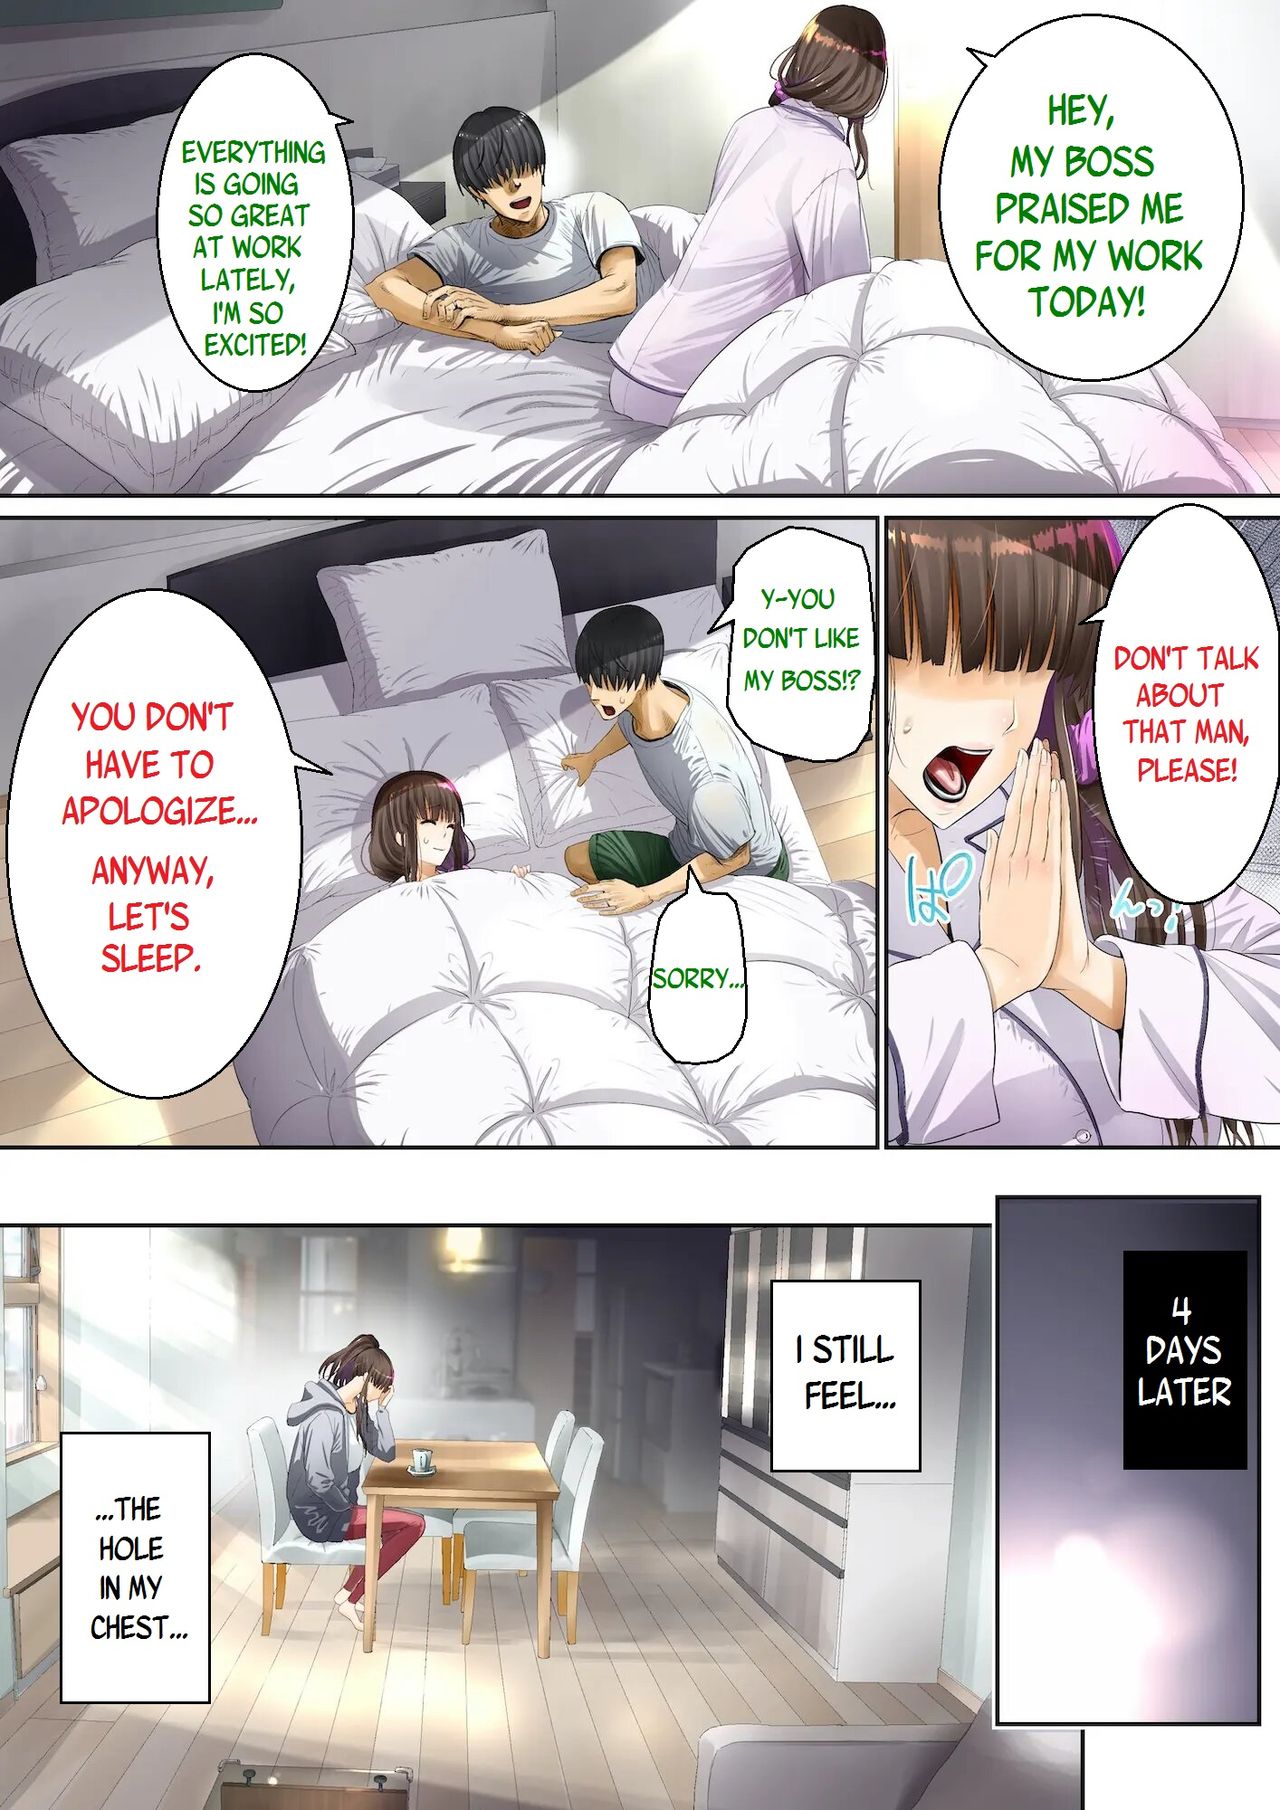 HEY,
MY BOSS
PRAISED ME
FOR MY WORK
TODAY!
EVERYTHING
IS GOING
SO GREAT
AT WORK
LATELY,
I'M SO
EXCITED!
DON'T TALK
ABOUT
THAT MAN,
PLEASE!
ぱ
んっ!
Y-YOU
DON'T LIKE
MY BOSS!?
SORRY...
YOU DON'T
HAVE TO
APOLOGIZE...
ANYWAY,
LET'S
SLEEP.
4
DAYS
LATER
I STILL
FEEL...
...THE
HOLE
IN MY
CHEST...